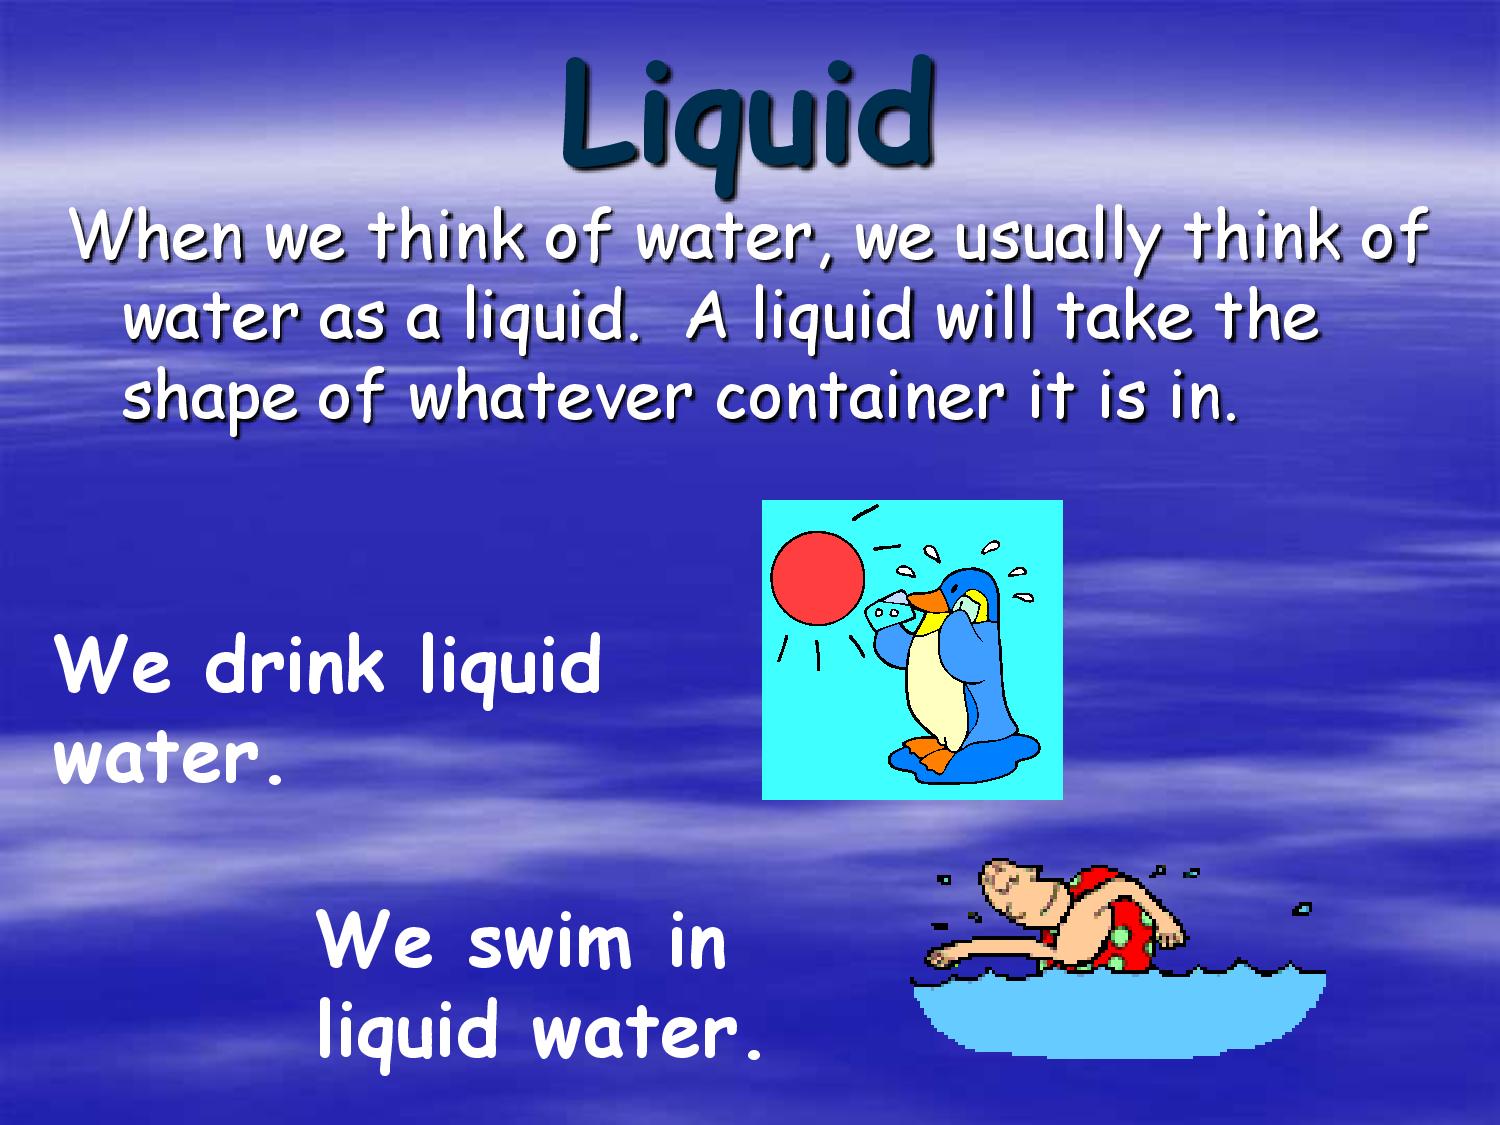 Liquid
When we think of water, we usually think of
water as a liquid.  A liquid will take the
shape of whatever container it is in.
We drink liquid
water.
We swim in
liquid water.